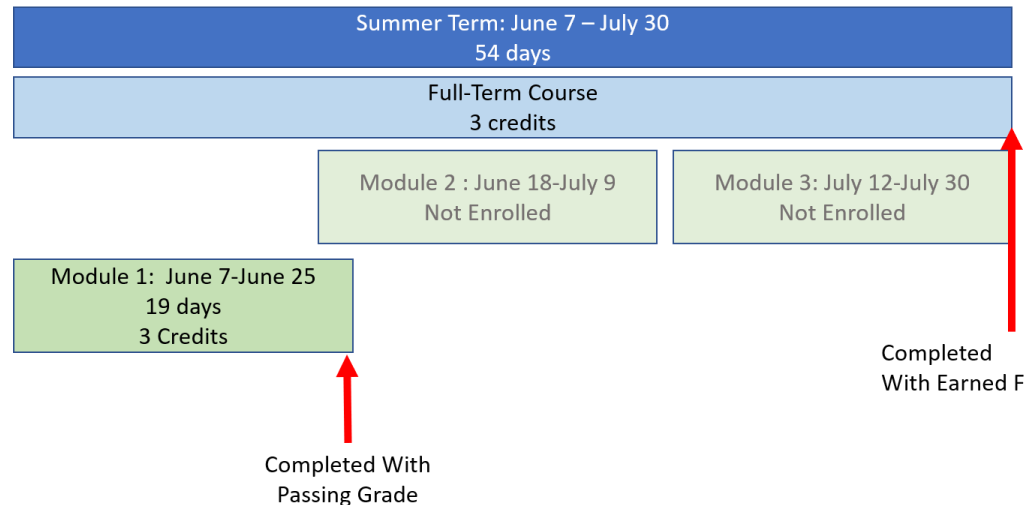 Summer Term: June 7 – July 30
54 days
Full-Term Course
3 credits
Module 2 : June 18-July 9
Not Enrolled
Module 3: July 12-July 30
Not Enrolled
Module 1:  June 7-June 25
19 days
3 Credits
Completed
With Earned F
Completed With
Passing Grade